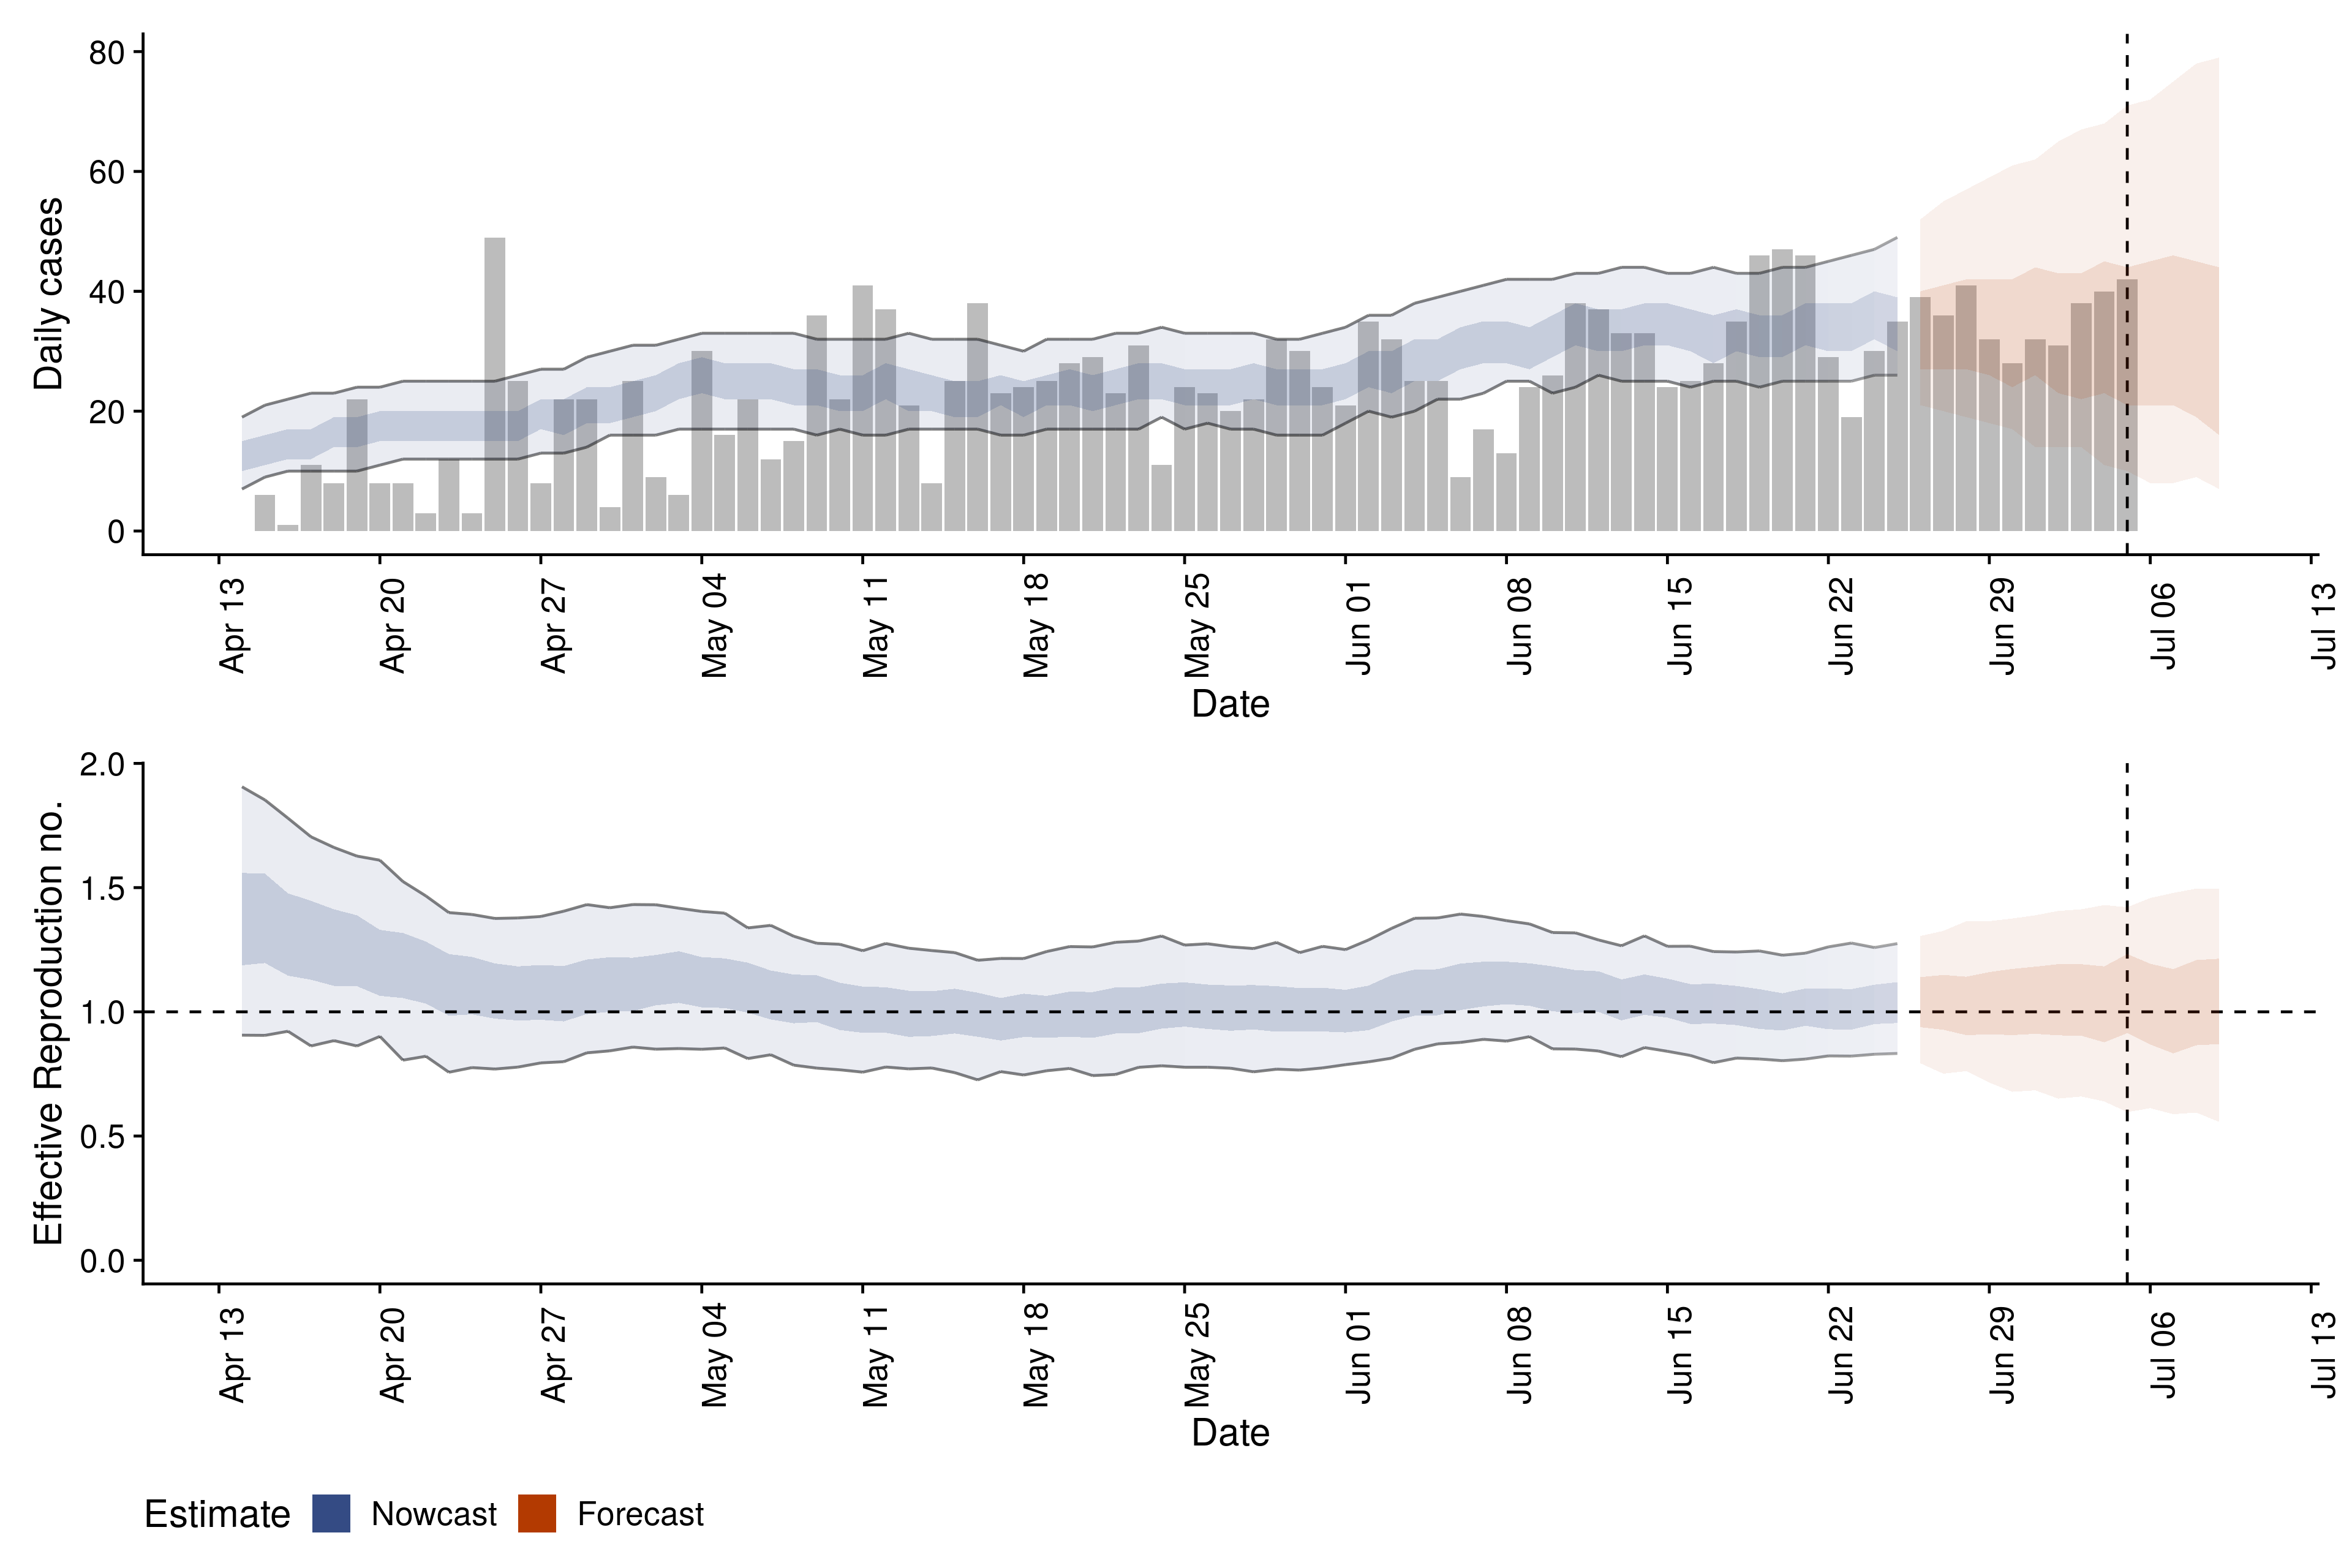 Daily cases
80
60
40
20
0
Apr 13
Apr 20
Apr 27
May 04
May 11
May 18
May 25
Jun 01
Jun 08
Jun 15
Jun 22
Jun 29
Jul 06
Jul 13
Date
Effective Reproduction no.
2.0
1.5
1.0
0.5
0.0
Apr 13
Apr 20
Apr 27
May 04
May 11
May 18
May 25
Jun 01
Jun 08
Jun 15
Jun 22
Jun 29
Jul 06
Jul 13
Date
Estimate Nowcast Forecast